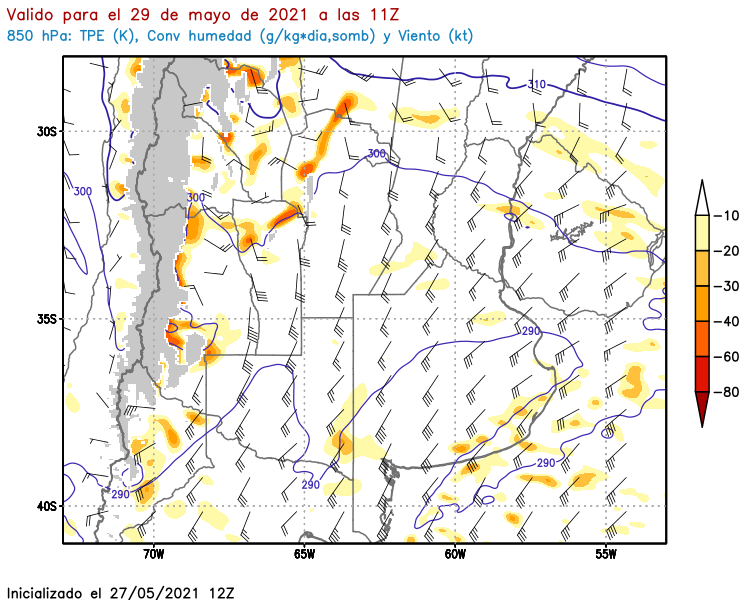 Valido para el 29 de mayo de 2021 a las 11Z
850 hPa: TPE (K), Conv humedad (g/kg*dia,somb) y Viento (kt)
310
30S
300
300
300
-10
-20
-30
-40
-60
-80
35S
290
290
290
290
40S
70W 65W 60W 55W
Inicializado el 27/05/2021 12Z